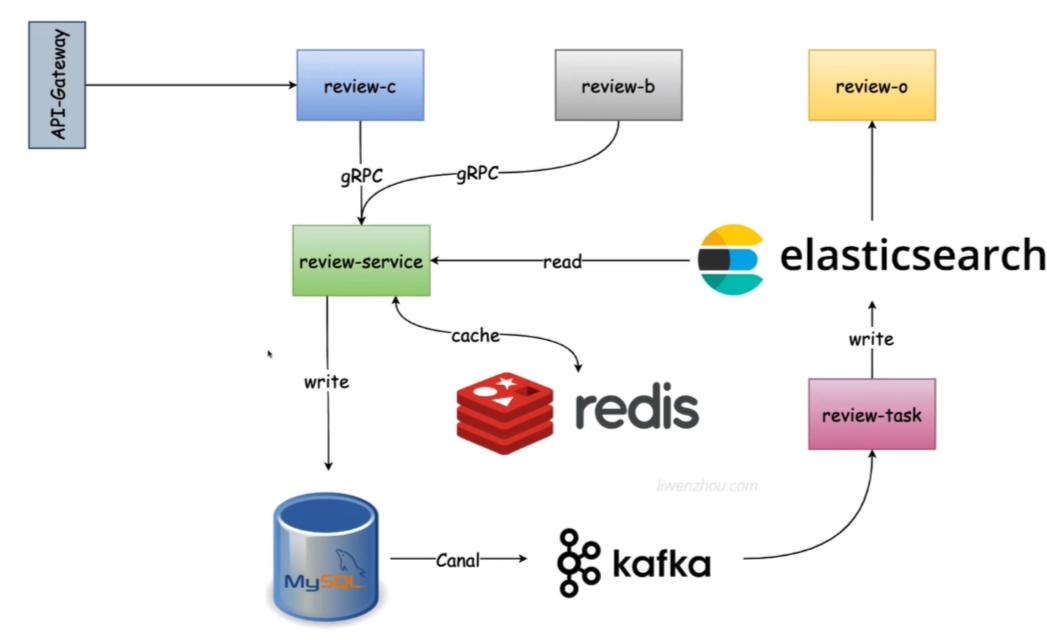 API-Gateway
review-c
review-b
review-o
gRPC
gRPC
review-service
read
elasticsearch
cache
write
write
redis
review-task
liwenzhou.com
MySQL
Canal
kafka